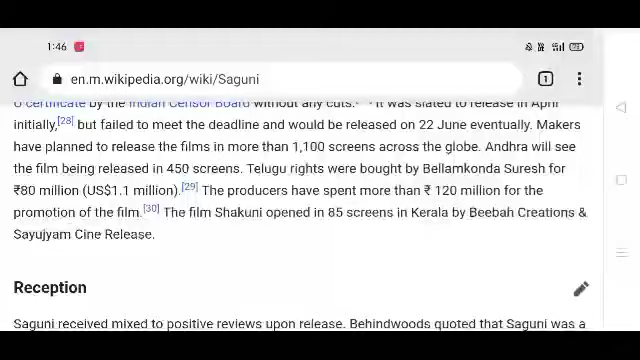 1:46
en.m.wikipedia.org/wiki/Saguni
1
U certificate by the Indian Censor Board without any cuts. It was slated to release in April
initially,[28] but failed to meet the deadline and would be released on 22 June eventually. Makers
have planned to release the films in more than 1,100 screens across the globe. Andhra will see
the film being released in 450 screens. Telugu rights were bought by Bellamkonda Suresh for
₹80 million (US$1.1 million).[29] The producers have spent more than ₹ 120 million for the
promotion of the film.[30] The film Shakuni opened in 85 screens in Kerala by Beebah Creations &
Sayujyam Cine Release.
Reception
Saguni received mixed to positive reviews upon release. Behindwoods quoted that Saguni was a